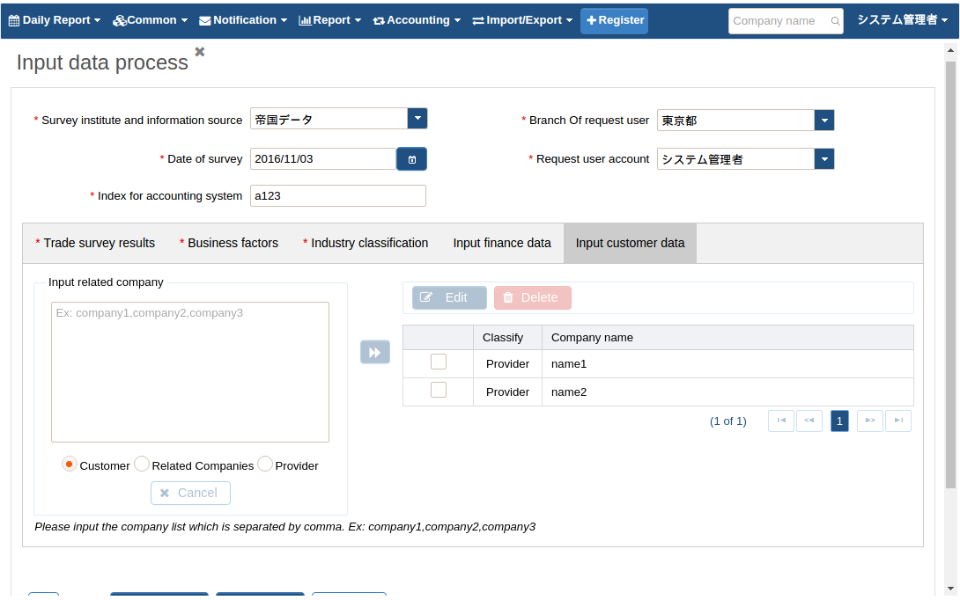 Daily Report Common Notification Report Accounting Import/Export Register Company name システム管理者
Input data process
* Survey institute and information source 帝国データ * Branch Of request user 東京都
* Date of survey 2016/11/03 * Request user account システム管理者
* Index for accounting system a123
* Trade survey results * Business factors * Industry classification Input finance data Input customer data
Input related company
Ex: company1,company2,company3
Edit Delete
Classify Company name
Provider name1
Provider name2
(1 of 1) 1
Customer Related Companies Provider
Cancel
Please input the company list which is separated by comma. Ex: company1,company2,company3